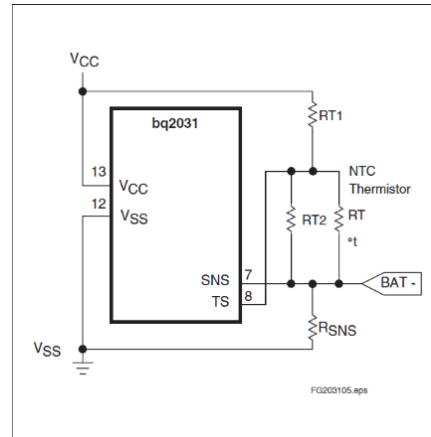 VCC
bq2031
RT1
13
VCC
NTC
Thermistor
12
VSS
RT2
RT
°t
SNS
7
BAT -
TS
8
RSNS
VSS
FG203105.eps